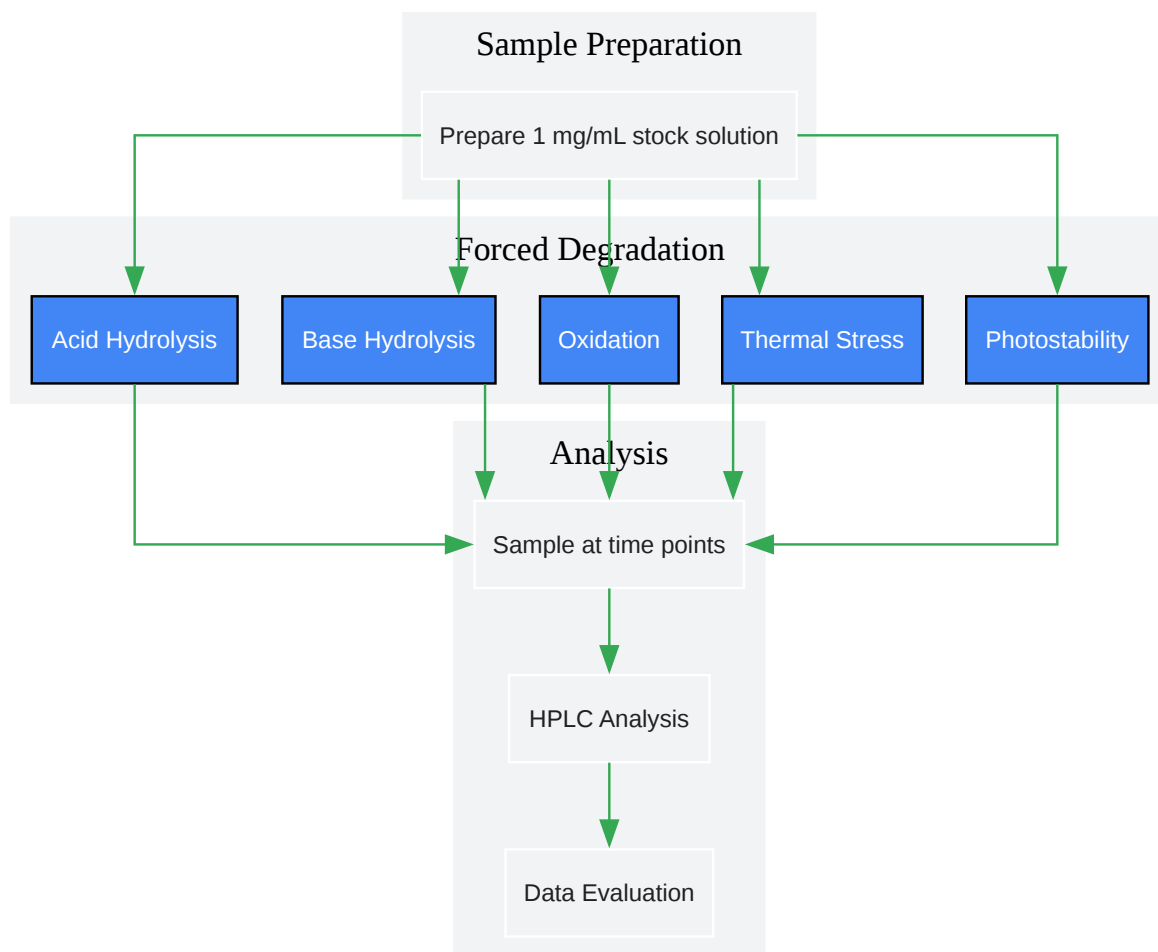 Sample Preparation
Prepare 1 mg/mL stock solution
Forced Degradation
Acid Hydrolysis
Base Hydrolysis
Oxidation
Thermal Stress
Photostability
Analysis
Sample at time points
HPLC Analysis
Data Evaluation